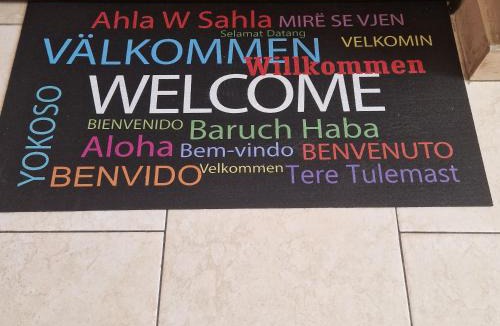 Ahla W Sahla
MIRË SE VJEN
Selamat Datang
VÄLKOMMEN
VELKOMIN
Willkommen
WELCOME
YOKOSO
BIENVENIDO
Baruch Haba
Aloha
Bem-vindo
BENVENUTO
BENVIDO
Velkommen
Tere Tulemast